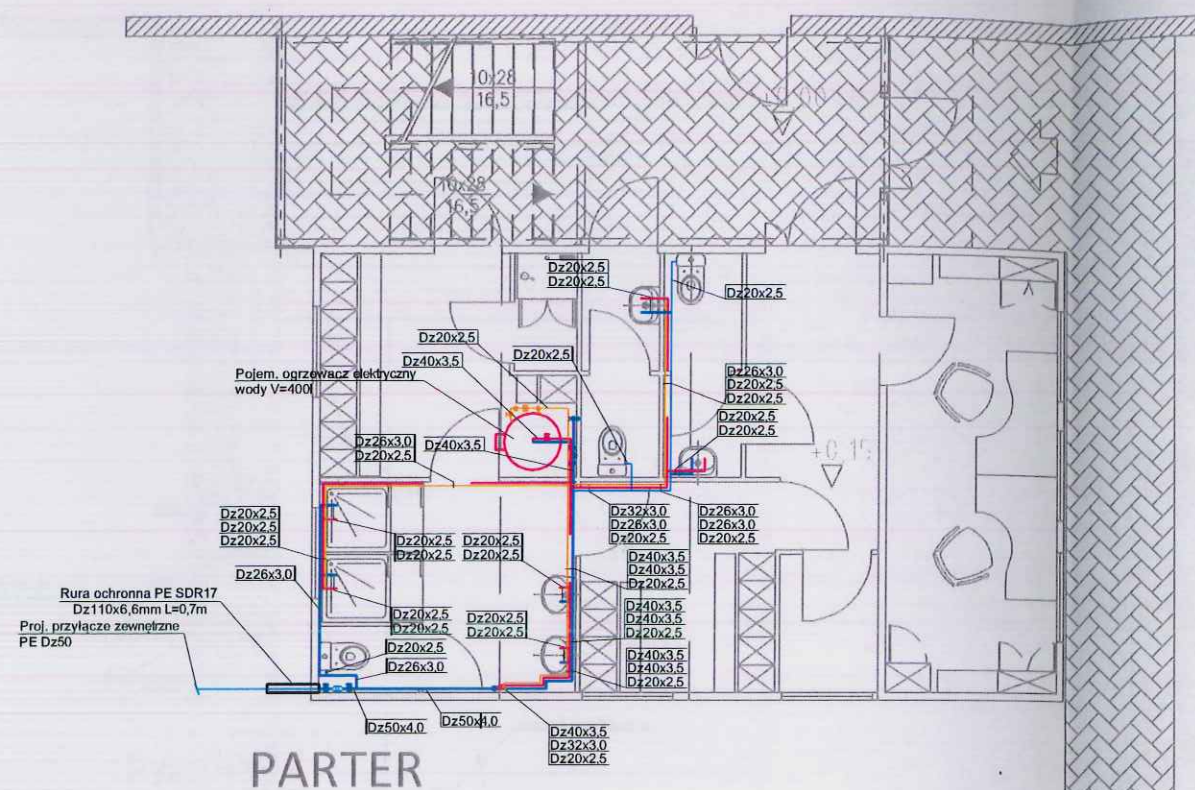 10x28
16,5
10x28
16,5
±0,00
Dz20x2,5
Dz20x2,5
Dz20x2,5
Dz20x2,5
Dz40x3,5
Dz20x2,5
Pojem. ogrzewacz elektryczny
wody V=400l
Dz26x3,0
Dz20x2,5
Dz20x2,5
Dz20x2,5
Dz20x2,5
Dz26x3,0
Dz20x2,5
Dz40x3,5
+0,15
Dz20x2,5
Dz20x2,5
Dz20x2,5
Dz32x3,0
Dz26x3,0
Dz20x2,5
Dz26x3,0
Dz26x3,0
Dz20x2,5
Dz20x2,5
Dz20x2,5
Dz20x2,5
Dz20x2,5
Dz40x3,5
Dz40x3,5
Dz20x2,5
Dz26x3,0
Rura ochronna PE SDR17
Dz110x6,6mm L=0,7m
Proj. przyłącze zewnętrzne
PE Dz50
Dz20x2,5
Dz20x2,5
Dz20x2,5
Dz20x2,5
Dz40x3,5
Dz40x3,5
Dz20x2,5
Dz20x2,5
Dz26x3,0
Dz40x3,5
Dz40x3,5
Dz20x2,5
Dz50x4,0
Dz50x4,0
Dz40x3,5
Dz32x3,0
Dz20x2,5
PARTER